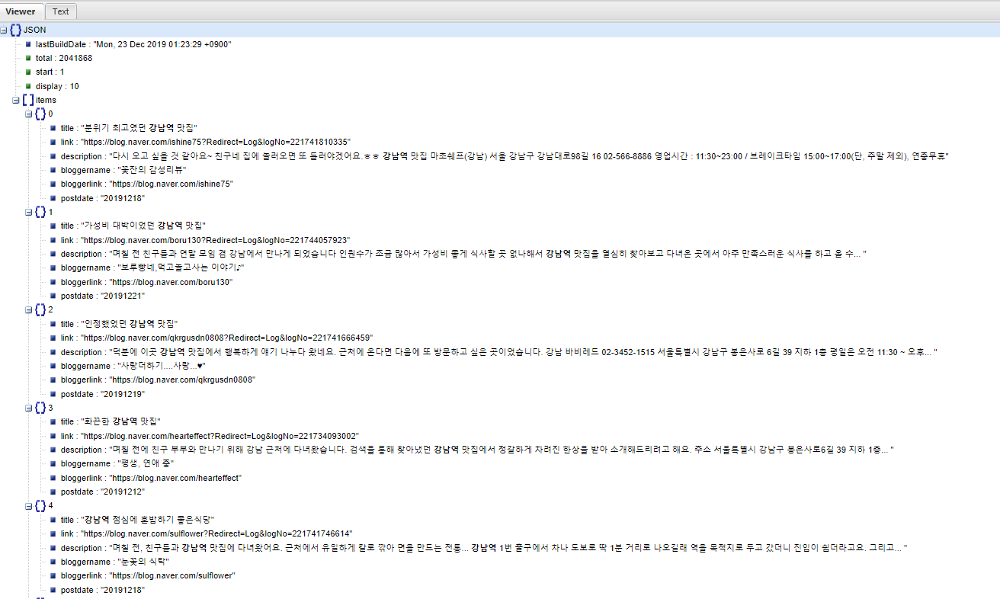 Viewer Text
JSON
lastBuildDate : "Mon, 23 Dec 2019 01:23:29 +0900"
total : 2041868
start : 1
display : 10
items
0
title : "분위기 최고였던 강남역 맛집"
link : "https://blog.naver.com/ishine75?Redirect=Log&logNo=221741810335"
description : "다시 오고 싶을 것 같아요~ 친구네 집에 놀러오면 또 들러야겠어요.ㅎㅎ 강남역 맛집 마초쉐프(강남) 서울 강남구 강남대로98길 16 02-566-8886 영업시간 : 11:30~23:00 / 브레이크타임 15:00~17:00(단, 주말 제외), 연중무휴"
bloggername : "꽃잔의 감성리뷰"
bloggerlink : "https://blog.naver.com/ishine75"
postdate : "20191218"
1
title : "가성비 대박이었던 강남역 맛집"
link : "https://blog.naver.com/boru130?Redirect=Log&logNo=221744057923"
description : "며칠 전 친구들과 연말 모임 겸 강남에서 만나게 되었습니다 인원수가 조금 많아서 가성비 좋게 식사할 곳 없나해서 강남역 맛집을 열심히 찾아보고 다녀온 곳에서 아주 만족스러운 식사를 하고 올 수... "
bloggername : "보루빵네,먹고놀고사는 이야기♪"
bloggerlink : "https://blog.naver.com/boru130"
postdate : "20191221"
2
title : "인정했었던 강남역 맛집"
link : "https://blog.naver.com/qkrgusdn0808?Redirect=Log&logNo=221741666459"
description : "덕분에 이곳 강남역 맛집에서 행복하게 얘기 나누다 왔네요. 근처에 온다면 다음에 또 방문하고 싶은 곳이었습니다. 강남 바비레드 02-3452-1515 서울특별시 강남구 봉은사로 6길 39 지하 1층 평일은 오전 11:30 ~ 오후... "
bloggername : "사랑더하기....사랑...♥"
bloggerlink : "https://blog.naver.com/qkrgusdn0808"
postdate : "20191219"
3
title : "화끈한 강남역 맛집"
link : "https://blog.naver.com/hearteffect?Redirect=Log&logNo=221734093002"
description : "며칠 전에 친구 부부와 만나기 위해 강남 근처에 다녀왔습니다. 검색을 통해 찾아냈던 강남역 맛집에서 정갈하게 차려진 한상을 받아 소개해드리려고 해요. 주소 서울특별시 강남구 봉은사로6길 39 지하 1층... "
bloggername : "평생, 연애 중"
bloggerlink : "https://blog.naver.com/hearteffect"
postdate : "20191212"
4
title : "강남역 점심에 혼밥하기 좋은식당"
link : "https://blog.naver.com/sulflower?Redirect=Log&logNo=221741746614"
description : "며칠 전, 친구들과 강남역 맛집에 다녀왔어요. 근처에서 유일하게 칼로 깎아 면을 만드는 전통... 강남역 1번 출구에서 차나 도보로 딱 1분 거리로 나오길래 역을 목적지로 두고 갔더니 진입이 쉽더라고요. 그리고... "
bloggername : "눈꽃의 식탁"
bloggerlink : "https://blog.naver.com/sulflower"
postdate : "20191218"